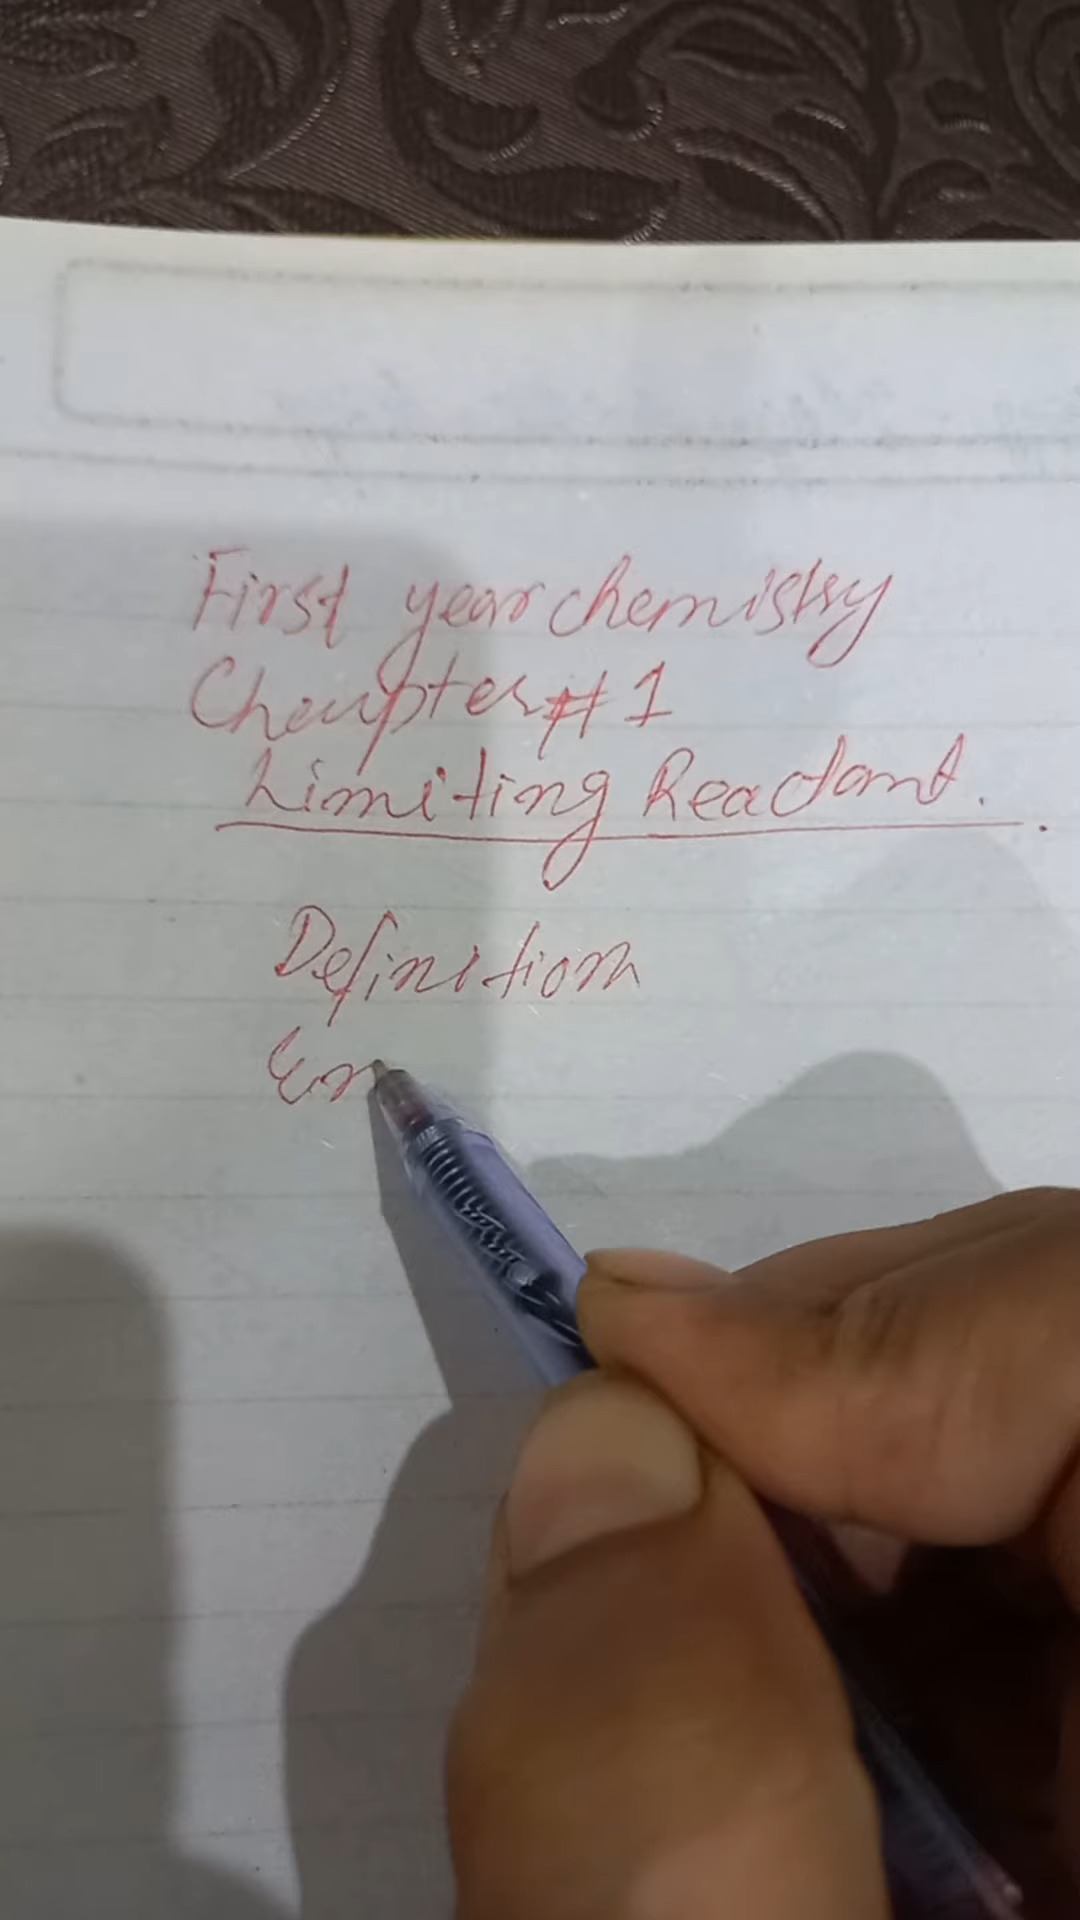 First year chemistry
Chapter # 1
Limiting Reactant.
Definition
Ex